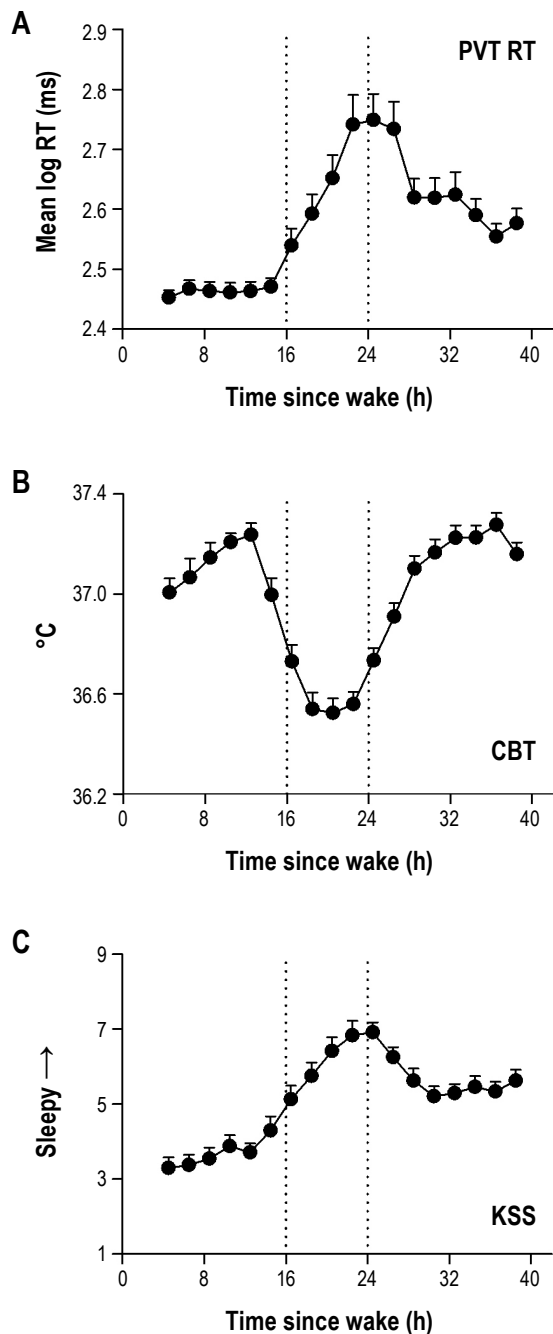 A
PVT RT
Mean log RT (ms)
2.9
2.8
2.7
2.6
2.5
2.4
0 8 16 24 32 40
Time since wake (h)
B
°C
37.4
37.0
36.6
36.2
CBT
0 8 16 24 32 40
Time since wake (h)
C
Sleepy →
9
7
5
3
1
KSS
0 8 16 24 32 40
Time since wake (h)